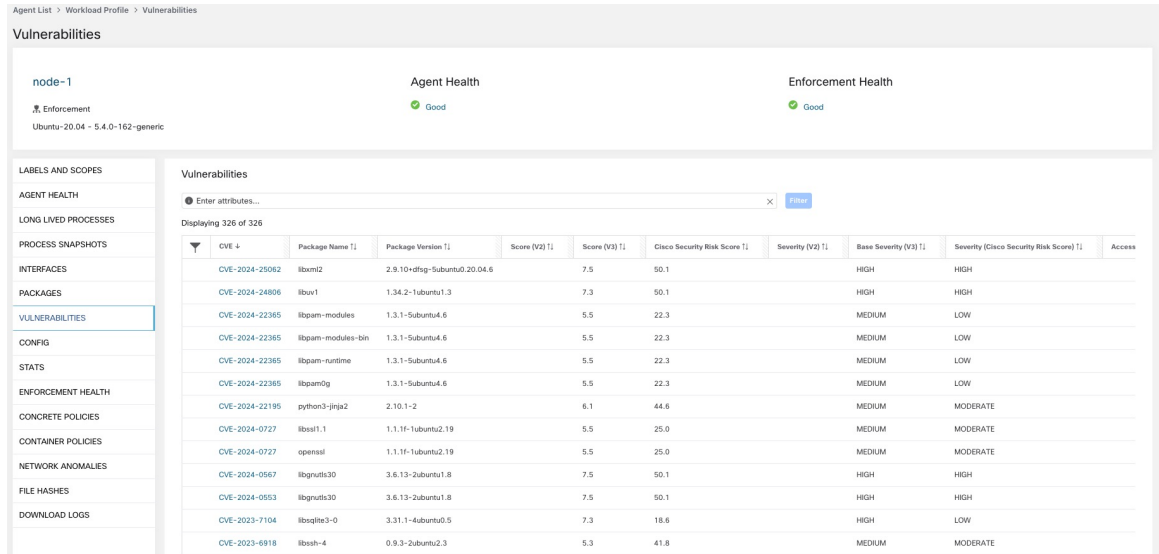 Agent List > Workload Profile > Vulnerabilities
Vulnerabilities
node-1 Agent Health Enforcement Health
Enforcement Good Good
Ubuntu-20.04 - 5.4.0-162-generic
LABELS AND SCOPES
AGENT HEALTH
LONG LIVED PROCESSES
PROCESS SNAPSHOTS
INTERFACES
PACKAGES
VULNERABILITIES
CONFIG
STATS
ENFORCEMENT HEALTH
CONCRETE POLICIES
CONTAINER POLICIES
NETWORK ANOMALIES
FILE HASHES
DOWNLOAD LOGS
Vulnerabilities
Enter attributes... × Filter
Displaying 326 of 326
CVE ↓ Package Name ↑↓ Package Version ↑↓ Score (V2) ↑↓ Score (V3) ↑↓ Cisco Security Risk Score ↑↓ Severity (V2) ↑↓ Base Severity (V3) ↑↓ Severity (Cisco Security Risk Score) ↑↓ Access
CVE-2024-25062 libxml2 2.9.10+dfsg-5ubuntu0.20.04.6 7.5 50.1 HIGH HIGH
CVE-2024-24806 libuv1 1.34.2-1ubuntu1.3 7.3 50.1 HIGH HIGH
CVE-2024-22365 libpam-modules 1.3.1-5ubuntu4.6 5.5 22.3 MEDIUM LOW
CVE-2024-22365 libpam-modules-bin 1.3.1-5ubuntu4.6 5.5 22.3 MEDIUM LOW
CVE-2024-22365 libpam-runtime 1.3.1-5ubuntu4.6 5.5 22.3 MEDIUM LOW
CVE-2024-22365 libpam0g 1.3.1-5ubuntu4.6 5.5 22.3 MEDIUM LOW
CVE-2024-22195 python3-jinja2 2.10.1-2 6.1 44.6 MEDIUM MODERATE
CVE-2024-0727 libssl1.1 1.1.1f-1ubuntu2.19 5.5 25.0 MEDIUM MODERATE
CVE-2024-0727 openssl 1.1.1f-1ubuntu2.19 5.5 25.0 MEDIUM MODERATE
CVE-2024-0567 libgnutls30 3.6.13-2ubuntu1.8 7.5 50.1 HIGH HIGH
CVE-2024-0553 libgnutls30 3.6.13-2ubuntu1.8 7.5 50.1 HIGH HIGH
CVE-2023-7104 libsqlite3-0 3.31.1-4ubuntu0.5 7.3 18.6 HIGH LOW
CVE-2023-6918 libssh-4 0.9.3-2ubuntu2.3 5.3 41.8 MEDIUM MODERATE